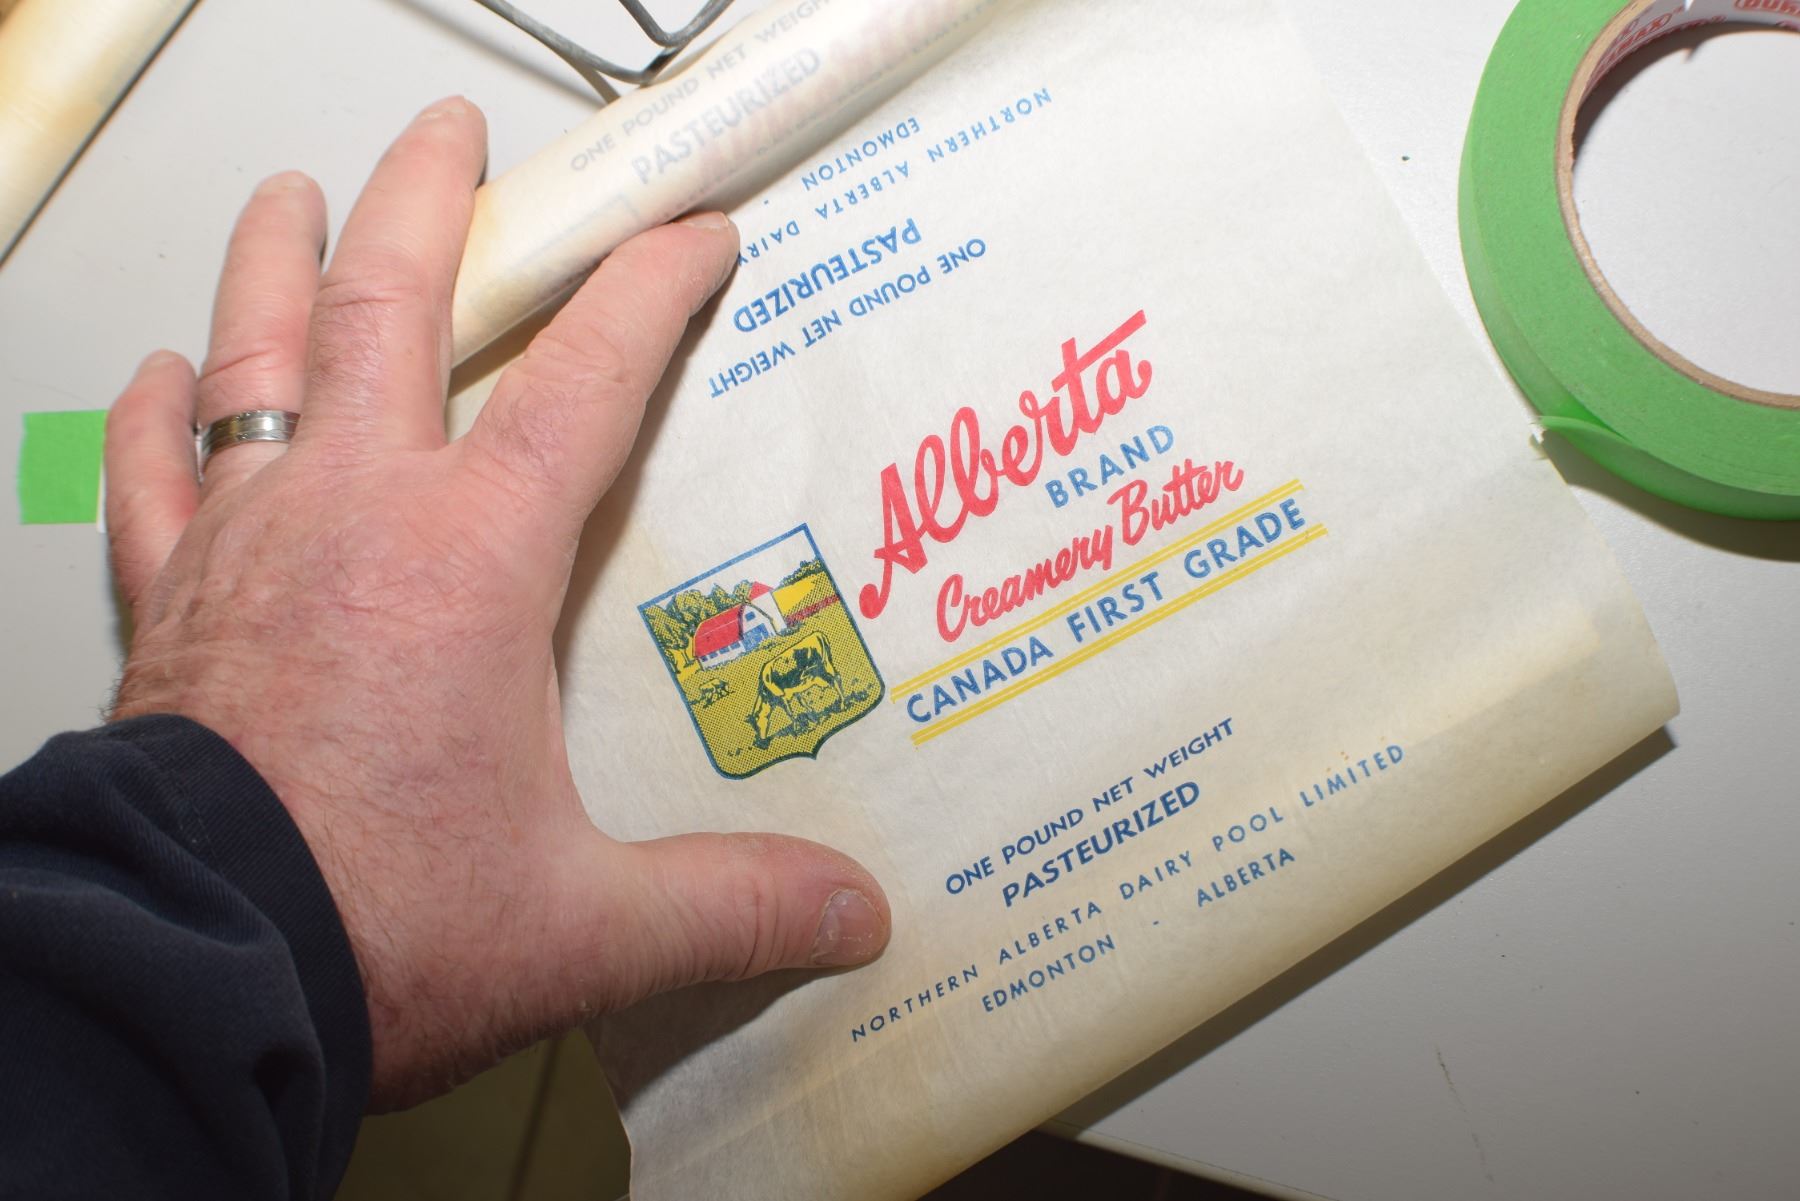 ONE POUND NET WEIGHT
PASTEURIZED
NORTHERN ALBERTA DAIRY
EDMONTON -
PASTEURIZED
ONE POUND NET WEIGHT
Alberta
BRAND
Creamery Butter
CANADA FIRST GRADE
ONE POUND NET WEIGHT
PASTEURIZED
NORTHERN ALBERTA DAIRY POOL LIMITED
EDMONTON - ALBERTA